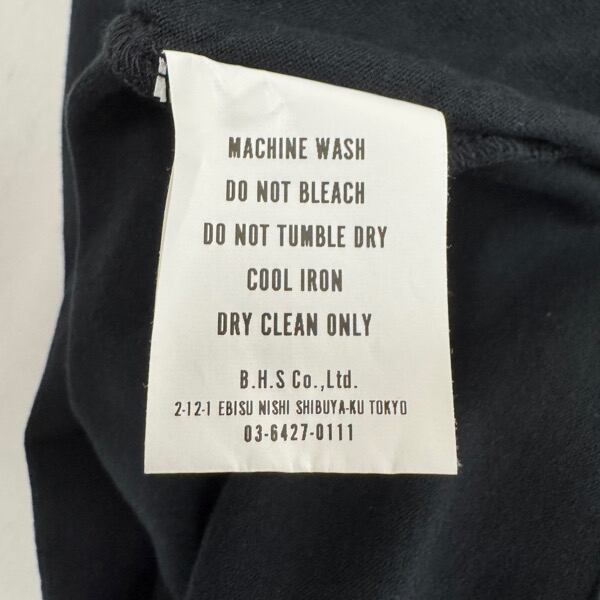 MACHINE WASH
DO NOT BLEACH
DO NOT TUMBLE DRY
COOL IRON
DRY CLEAN ONLY
B.H.S Co.,Ltd.
2-12-1 EBISU NISHI SHIBUYA-KU TOKYO
03-6427-0111